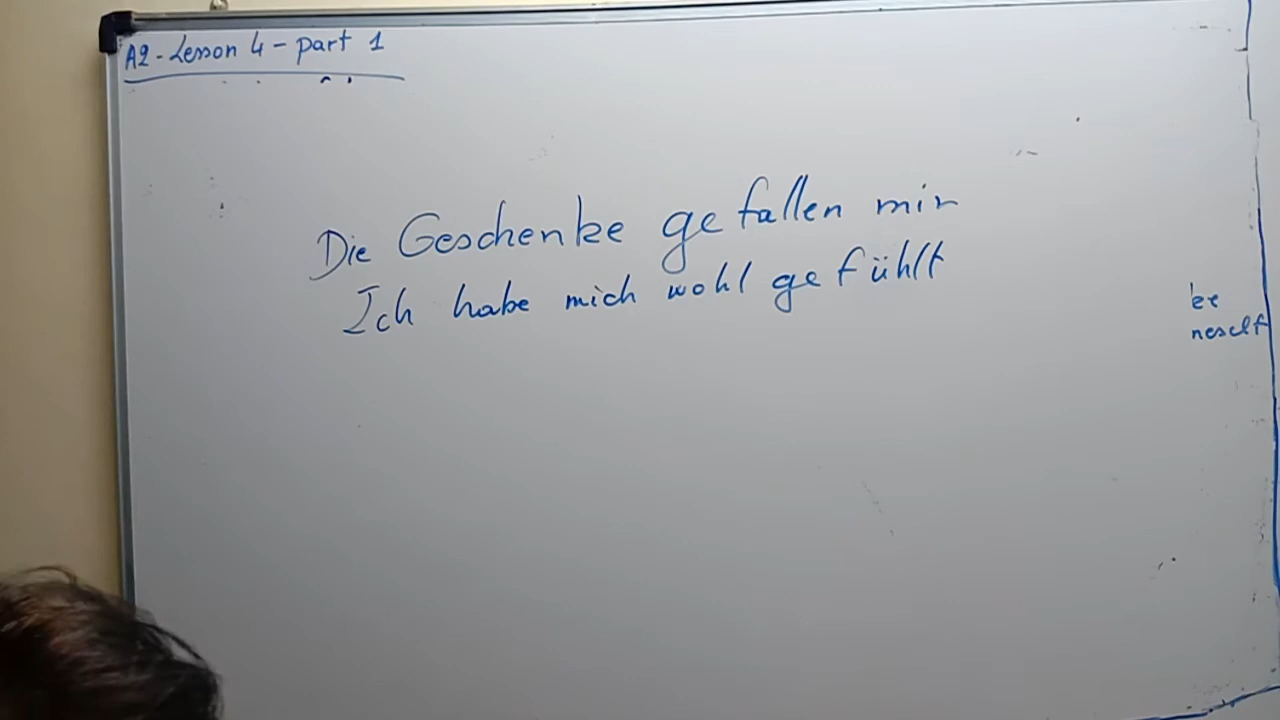 A2 - Lesson 4 - part 1
Die Geschenke gefallen mir
Ich habe mich wohl gefühlt